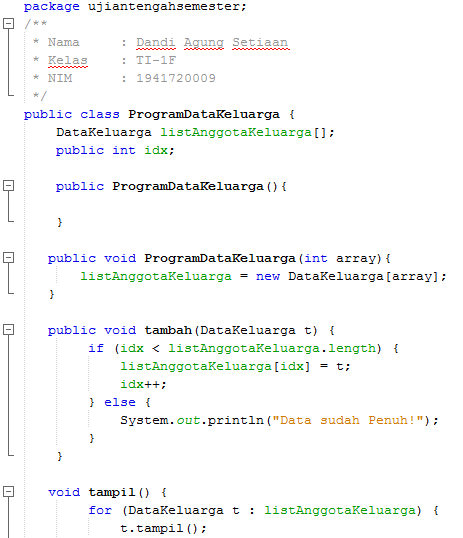 package ujiantengahsemester;
/**
 * Nama     : Dandi Agung Setiaan
 * Kelas    : TI-1F
 * NIM      : 1941720009
 */
public class ProgramDataKeluarga {
    DataKeluarga listAnggotaKeluarga[];
    public int idx;

    public ProgramDataKeluarga(){

    }

   public void ProgramDataKeluarga(int array){
       listAnggotaKeluarga = new DataKeluarga[array];
   }

   public void tambah(DataKeluarga t) {
        if (idx < listAnggotaKeluarga.length) {
            listAnggotaKeluarga[idx] = t;
            idx++;
        } else {
            System.out.println("Data sudah Penuh!");
        }
    }

   void tampil() {
        for (DataKeluarga t : listAnggotaKeluarga) {
            t.tampil();